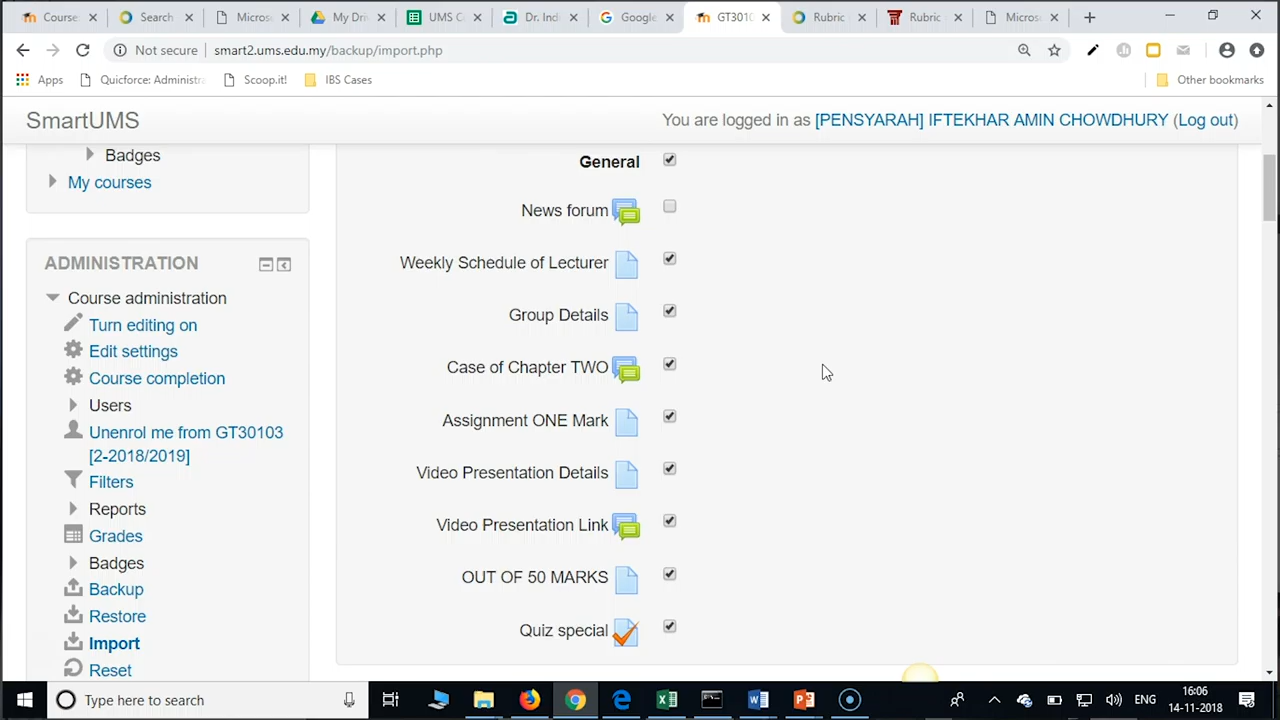 Course
Search
Micros
My Driv
UMS C
Dr. Ind
Google
GT301
Rubric
Rubric
Micros
Not secure
smart2.ums.edu.my/backup/import.php
Apps
Quicforce: Administra
Scoop.it!
IBS Cases
Other bookmarks
SmartUMS
You are logged in as [PENSYARAH] IFTEKHAR AMIN CHOWDHURY (Log out)
Badges
My courses
ADMINISTRATION
Course administration
Turn editing on
Edit settings
Course completion
Users
Unenrol me from GT30103
[2-2018/2019]
Filters
Reports
Grades
Badges
Backup
Restore
Import
Reset
General
News forum
Weekly Schedule of Lecturer
Group Details
Case of Chapter TWO
Assignment ONE Mark
Video Presentation Details
Video Presentation Link
OUT OF 50 MARKS
Quiz special
Type here to search
ENG
16:06
14-11-2018